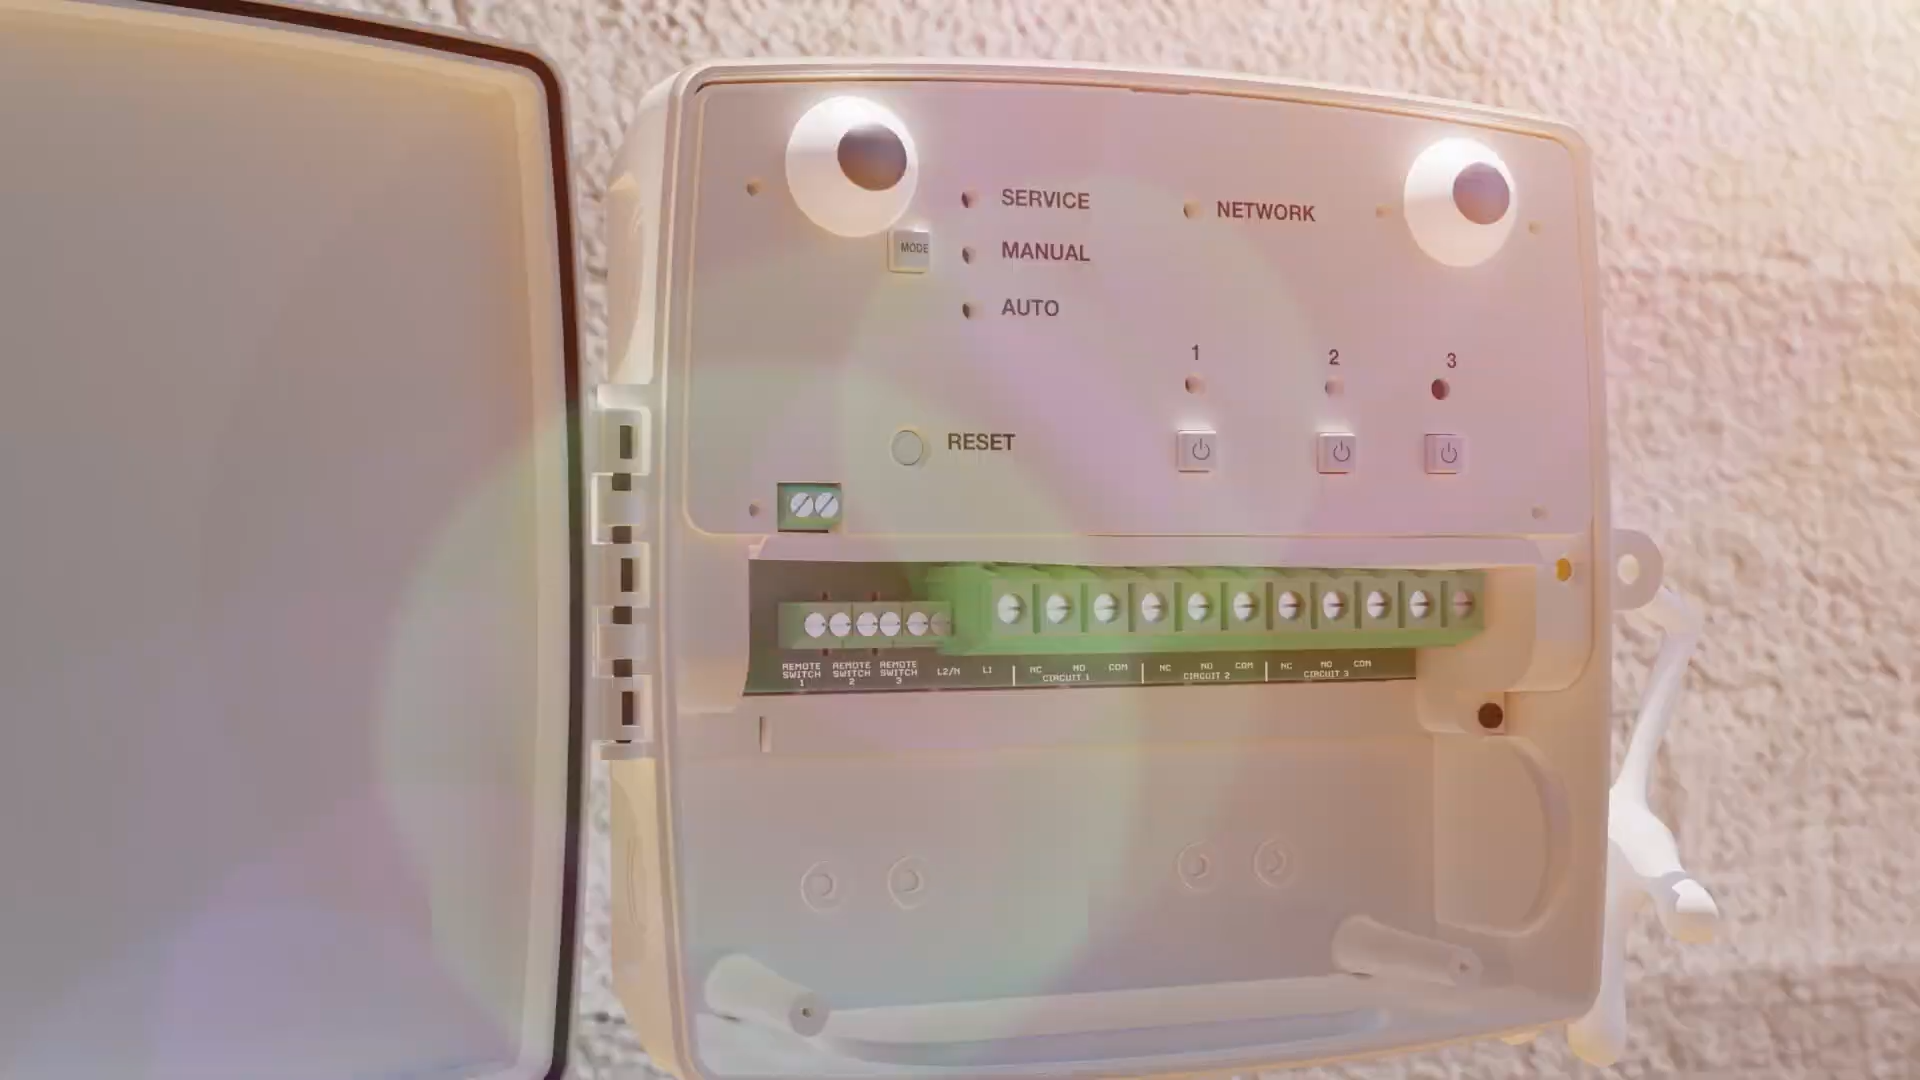 SERVICE
NETWORK
MODE
MANUAL
AUTO
1
2
3
RESET
REMOTE SWITCH 1
REMOTE SWITCH 2
REMOTE SWITCH 3
L2/N
L1
NC NO COM
CIRCUIT 1
NC NO COM
CIRCUIT 2
NC NO COM
CIRCUIT 3